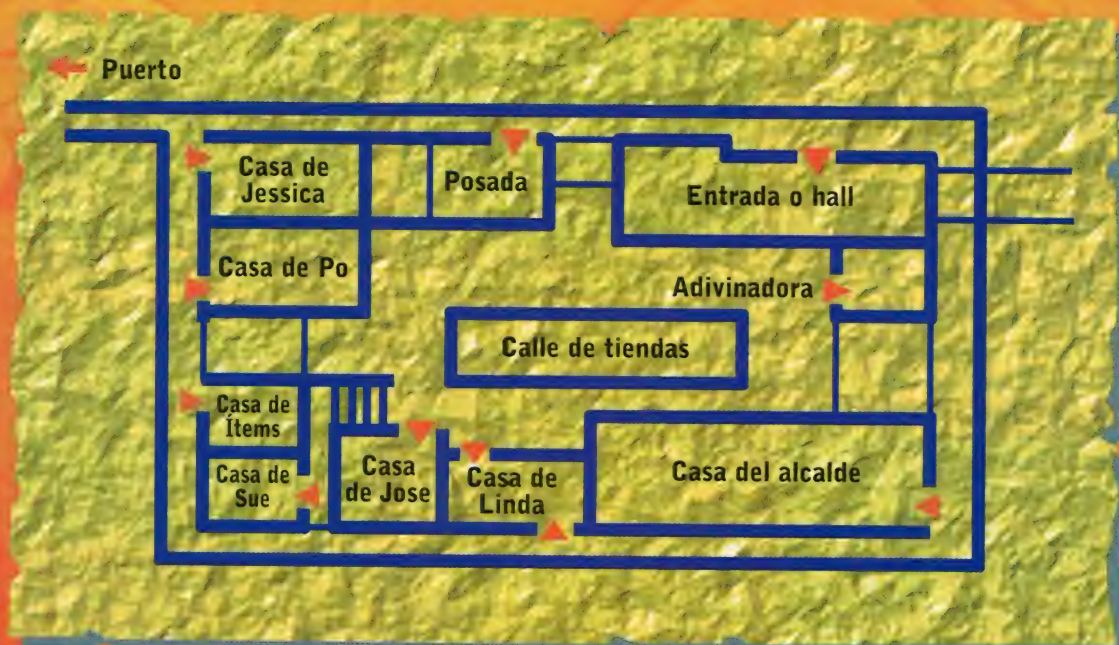 Puerto
Casa de
Jessica
Posada
Entrada o hall
Casa de Po
Adivinadora
Calle de tiendas
Casa de
Ítems
Casa de
Sue
Casa
de Jose
Casa de
Linda
Casa del alcalde